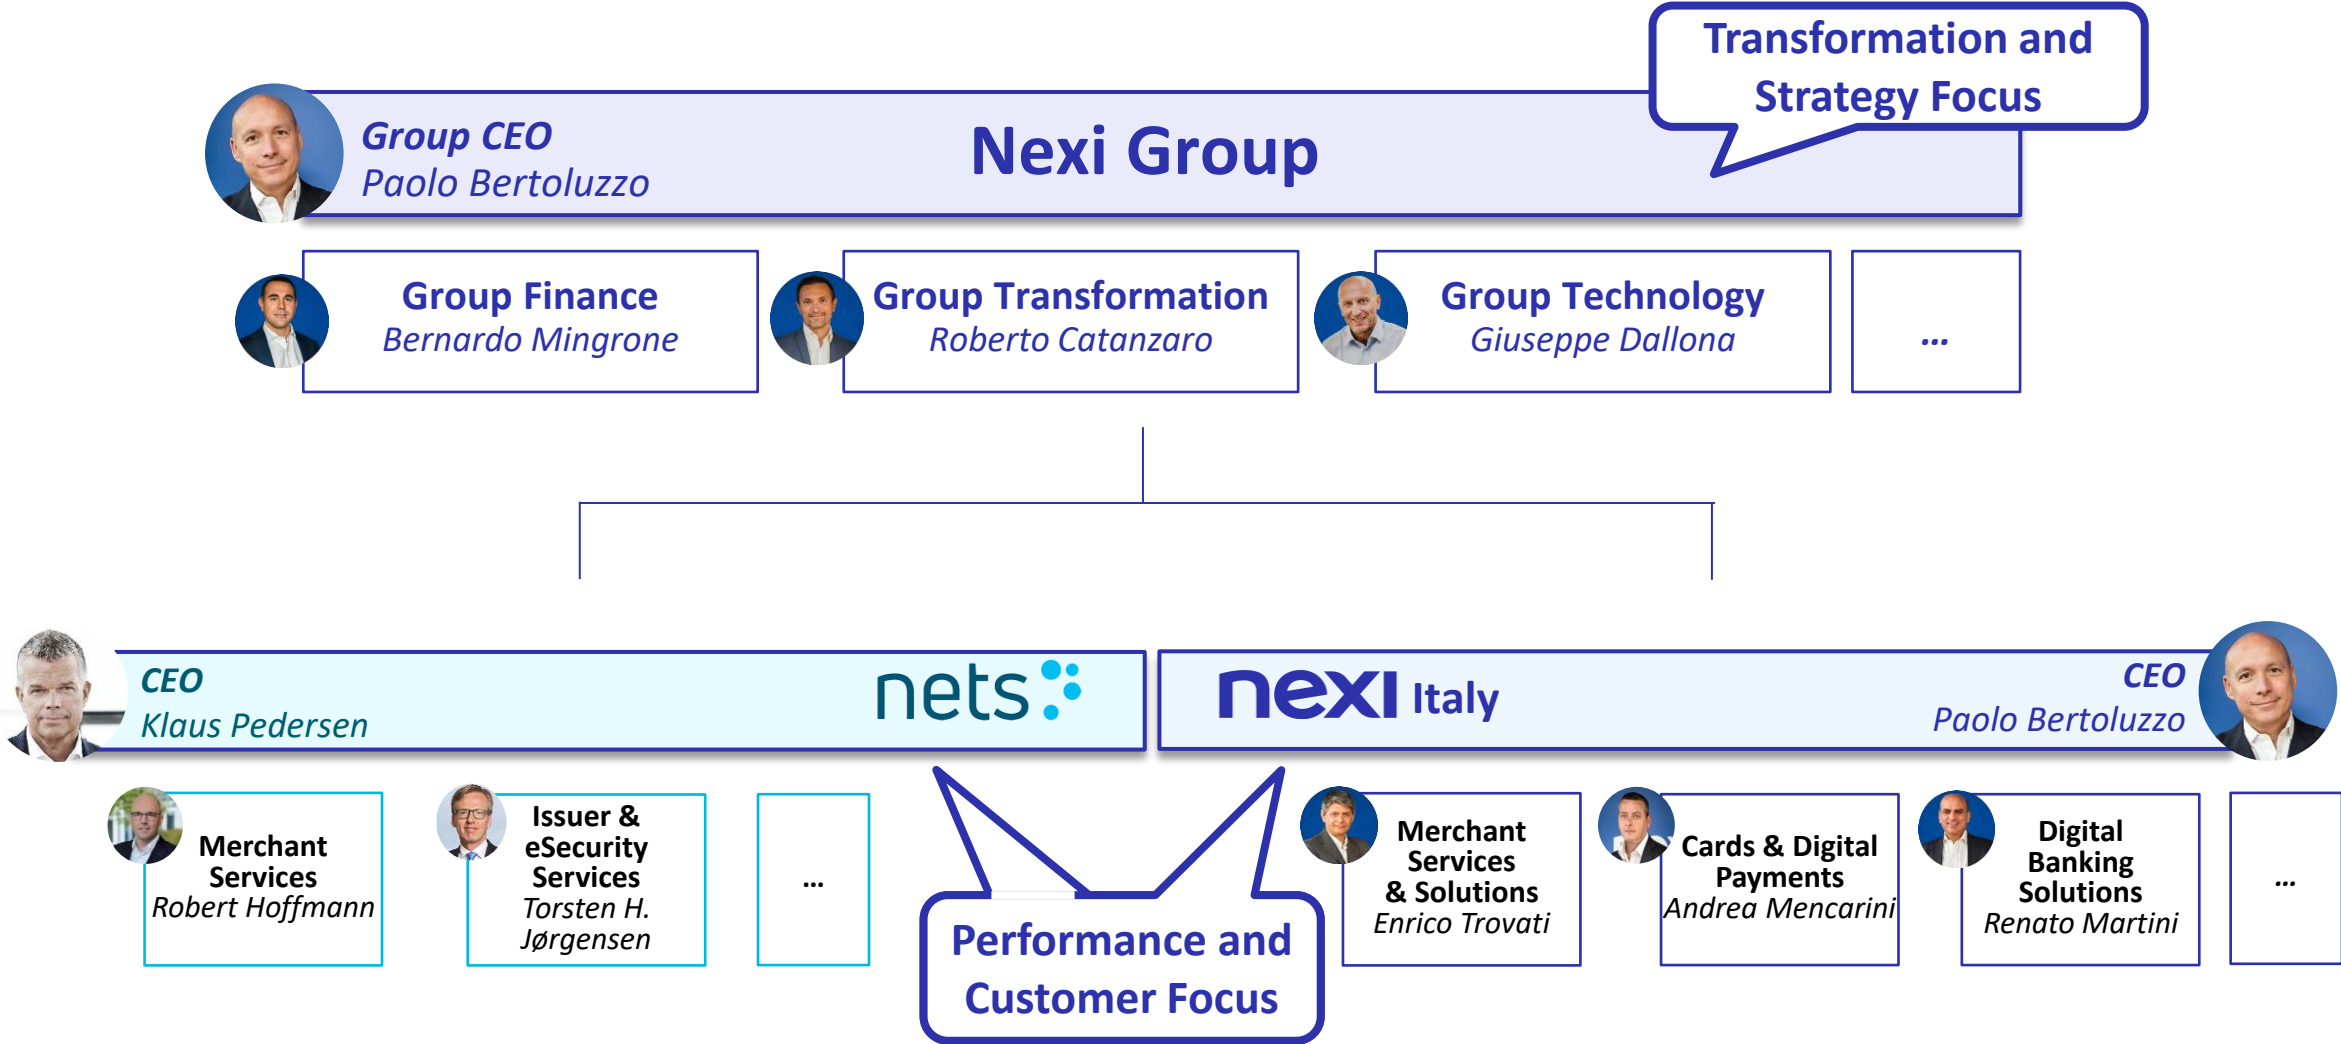 Transformation and
Strategy Focus
Group CEO
Paolo Bertoluzzo
Nexi Group
Group Finance
Bernardo Mingrone
Group Transformation
Roberto Catanzaro
Group Technology
Giuseppe Dallona
...
CEO
Klaus Pedersen
nets
nexi Italy
CEO
Paolo Bertoluzzo
Merchant
Services
Robert Hoffmann
Issuer &
eSecurity
Services
Torsten H.
Jørgensen
...
Performance and
Customer Focus
Merchant
Services
& Solutions
Enrico Trovati
Cards & Digital
Payments
Andrea Mencarini
Digital
Banking
Solutions
Renato Martini
...